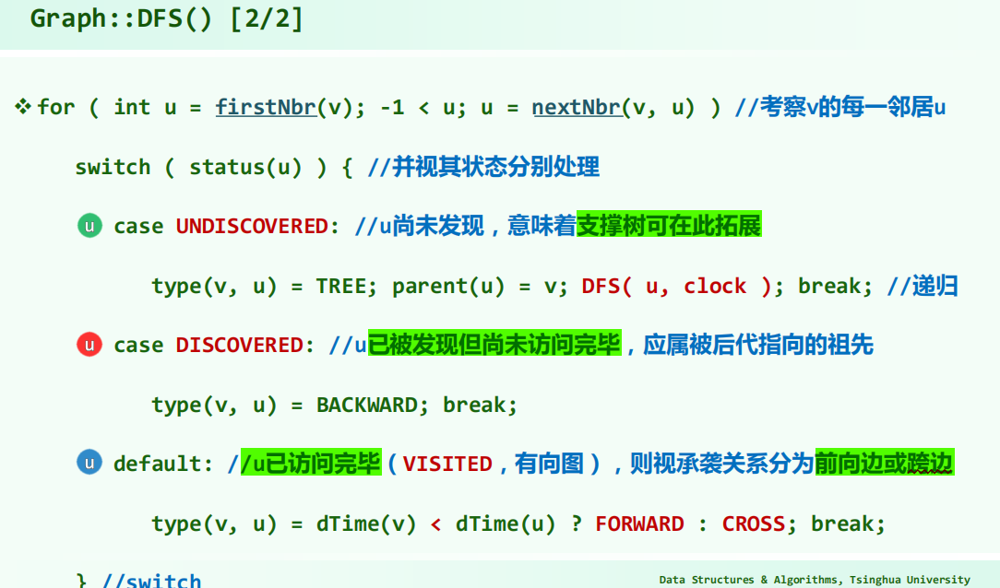 Graph::DFS() [2/2]
❖for ( int u = firstNbr(v); -1 < u; u = nextNbr(v, u) ) //考察v的每一邻居u
switch ( status(u) ) { //并视其状态分别处理
u case UNDISCOVERED: //u尚未发现，意味着支撑树可在此拓展
type(v, u) = TREE; parent(u) = v; DFS( u, clock ); break; //递归
u case DISCOVERED: //u已被发现但尚未访问完毕，应属被后代指向的祖先
type(v, u) = BACKWARD; break;
u default: //u已访问完毕（VISITED，有向图），则视承袭关系分为前向边或跨边
type(v, u) = dTime(v) < dTime(u) ? FORWARD : CROSS; break;
} //switch
Data Structures & Algorithms, Tsinghua University